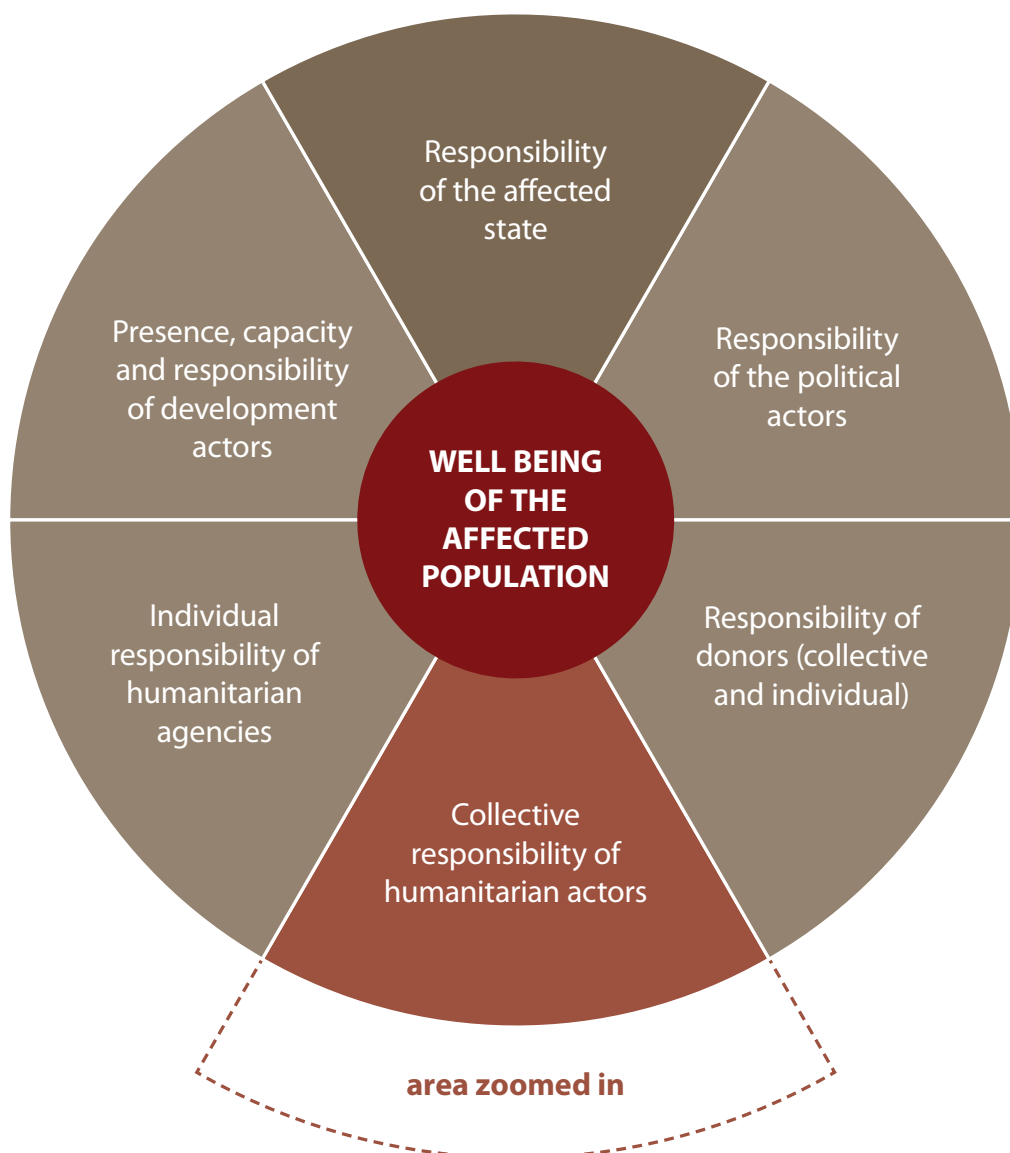 Responsibility
of the affected
state
Presence, capacity
and responsibility
of development
actors
Responsibility
of the political
actors
WELL BEING
OF THE
AFFECTED
POPULATION
Individual
responsibility of
humanitarian
agencies
Responsibility of
donors (collective
and individual)
Collective
responsibility of
humanitarian actors
area zoomed in